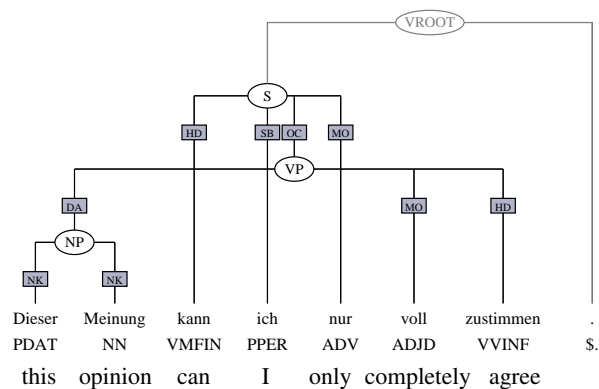 VROOT
S
HD SB OC MO
VP
DA MO HD
NP
NK NK
Dieser Meinung kann ich nur voll zustimmen .
PDAT NN VMFIN PPER ADV ADJD VVINF $.
this opinion can I only completely agree